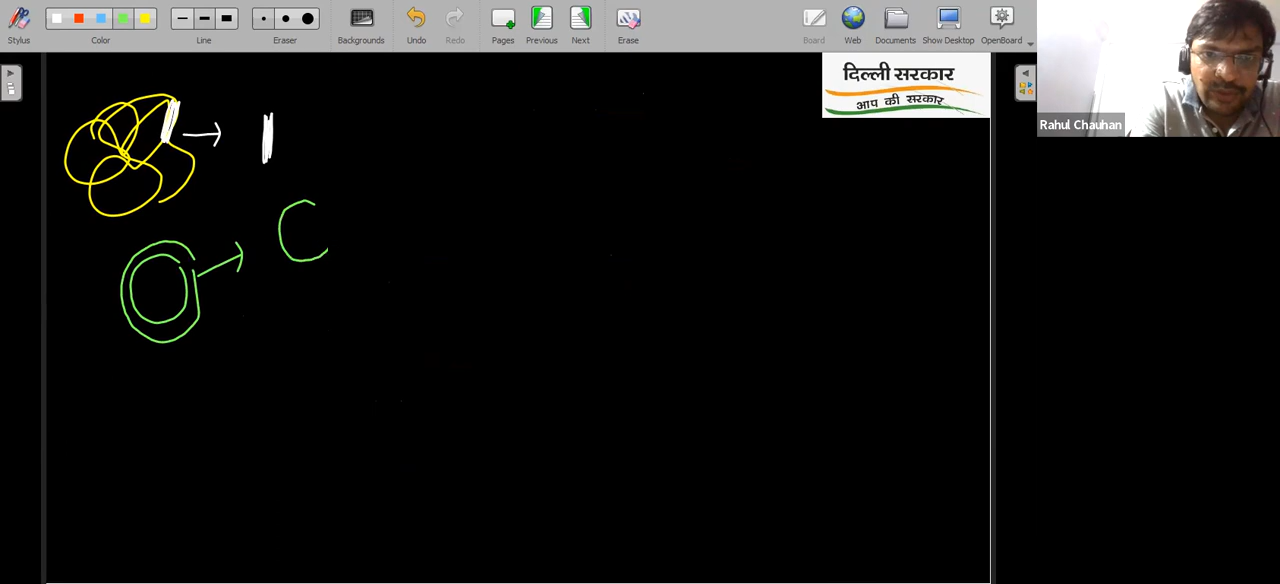 Stylus Color Line Eraser Backgrounds Undo Redo Pages Previous Next Erase Board Web Documents Show Desktop OpenBoard
दिल्ली सरकार
आप की सरकार
Rahul Chauhan